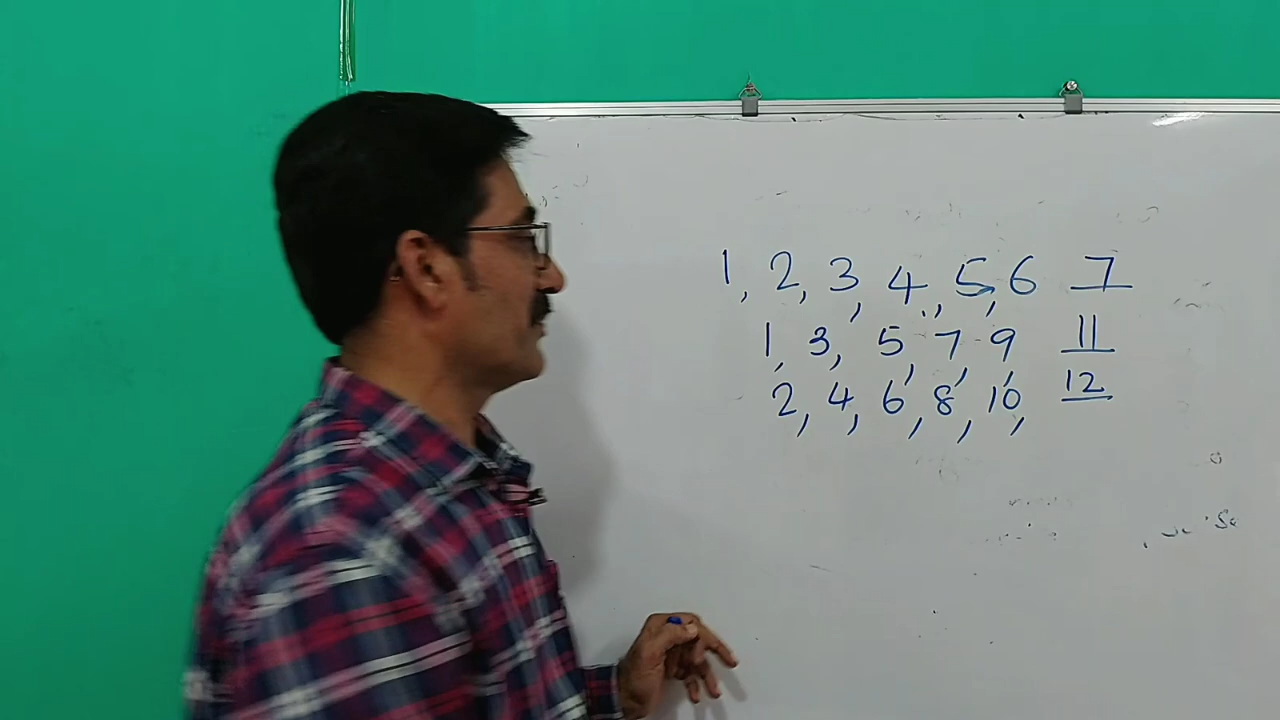 1, 2, 3, 4, 5, 6 7
1, 3, 5, 7, 9, 11
2, 4, 6, 8, 10, 12